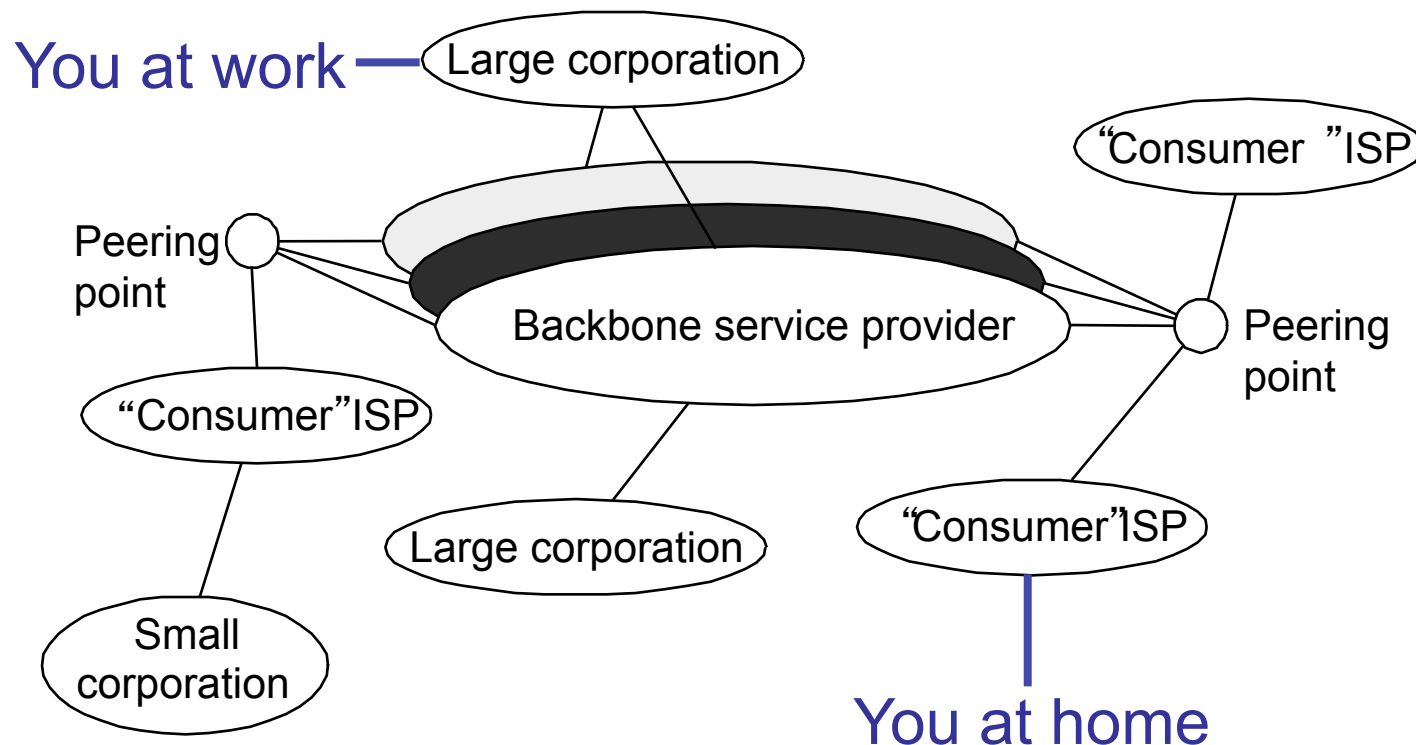 You at work
Large corporation
“Consumer ”ISP
Peering
point
Backbone service provider
Peering
point
“Consumer”ISP
Large corporation
“Consumer”ISP
Small
corporation
You at home